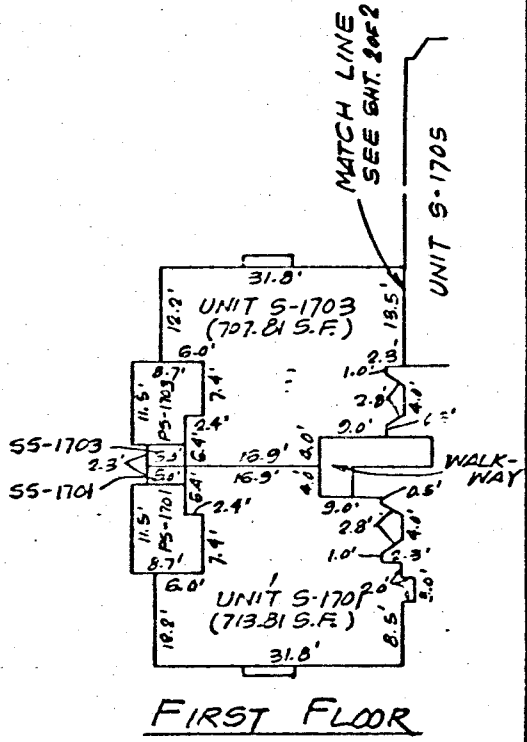 MATCH LINE
SEE SHT. 2 OF 2
UNIT S-1705
31.8'
UNIT S-1703
(707.81 S.F.)
12.2'
13.5'
6.0'
8.7'
2.3'
1.0'
11.5'
PS-1703
7.4'
2.8'
4.0'
2.4'
9.0'
SS-1703
5.0'
6.4'
16.9'
4.0'
2.3'
WALK-
WAY
SS-1701
5.0'
6.4'
16.9'
4.0'
9.0'
0.5'
2.4'
11.5'
PS-1701
2.8'
4.0'
8.7'
7.4'
1.0'
2.3'
6.0'
2.0'
UNIT S-1701
(713.81 S.F.)
8.5'
31.8'
FIRST FLOOR